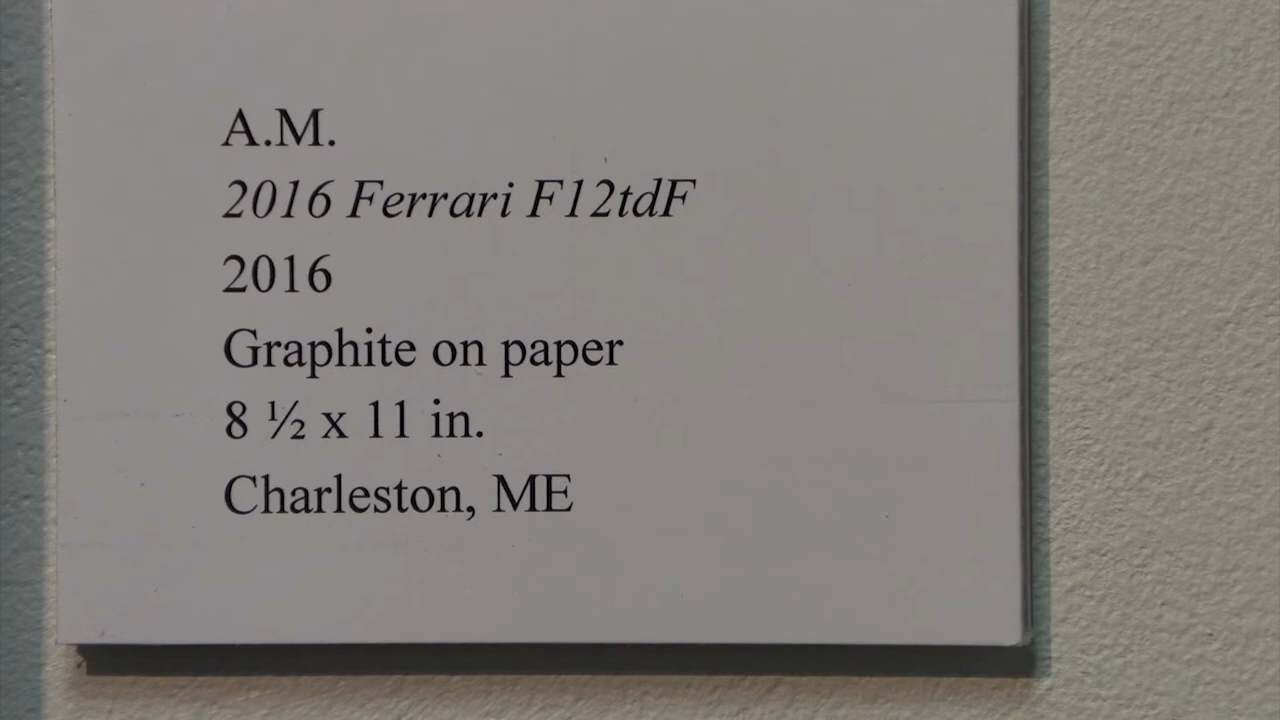 A.M.
2016 Ferrari F12tdF
2016
Graphite on paper
8 ½ x 11 in.
Charleston, ME